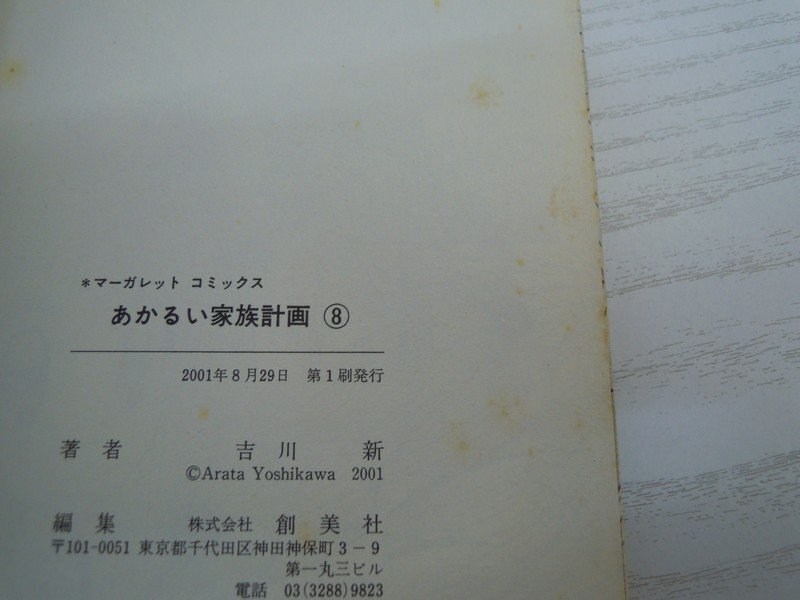 *マーガレット コミックス
あかるい家族計画 ⑧
2001年8月29日 第1刷発行
著者 吉川 新
©Arata Yoshikawa 2001
編集 株式会社 創美社
〒101-0051 東京都千代田区神田神保町3-9
第一丸三ビル
電話 03(3288)9823